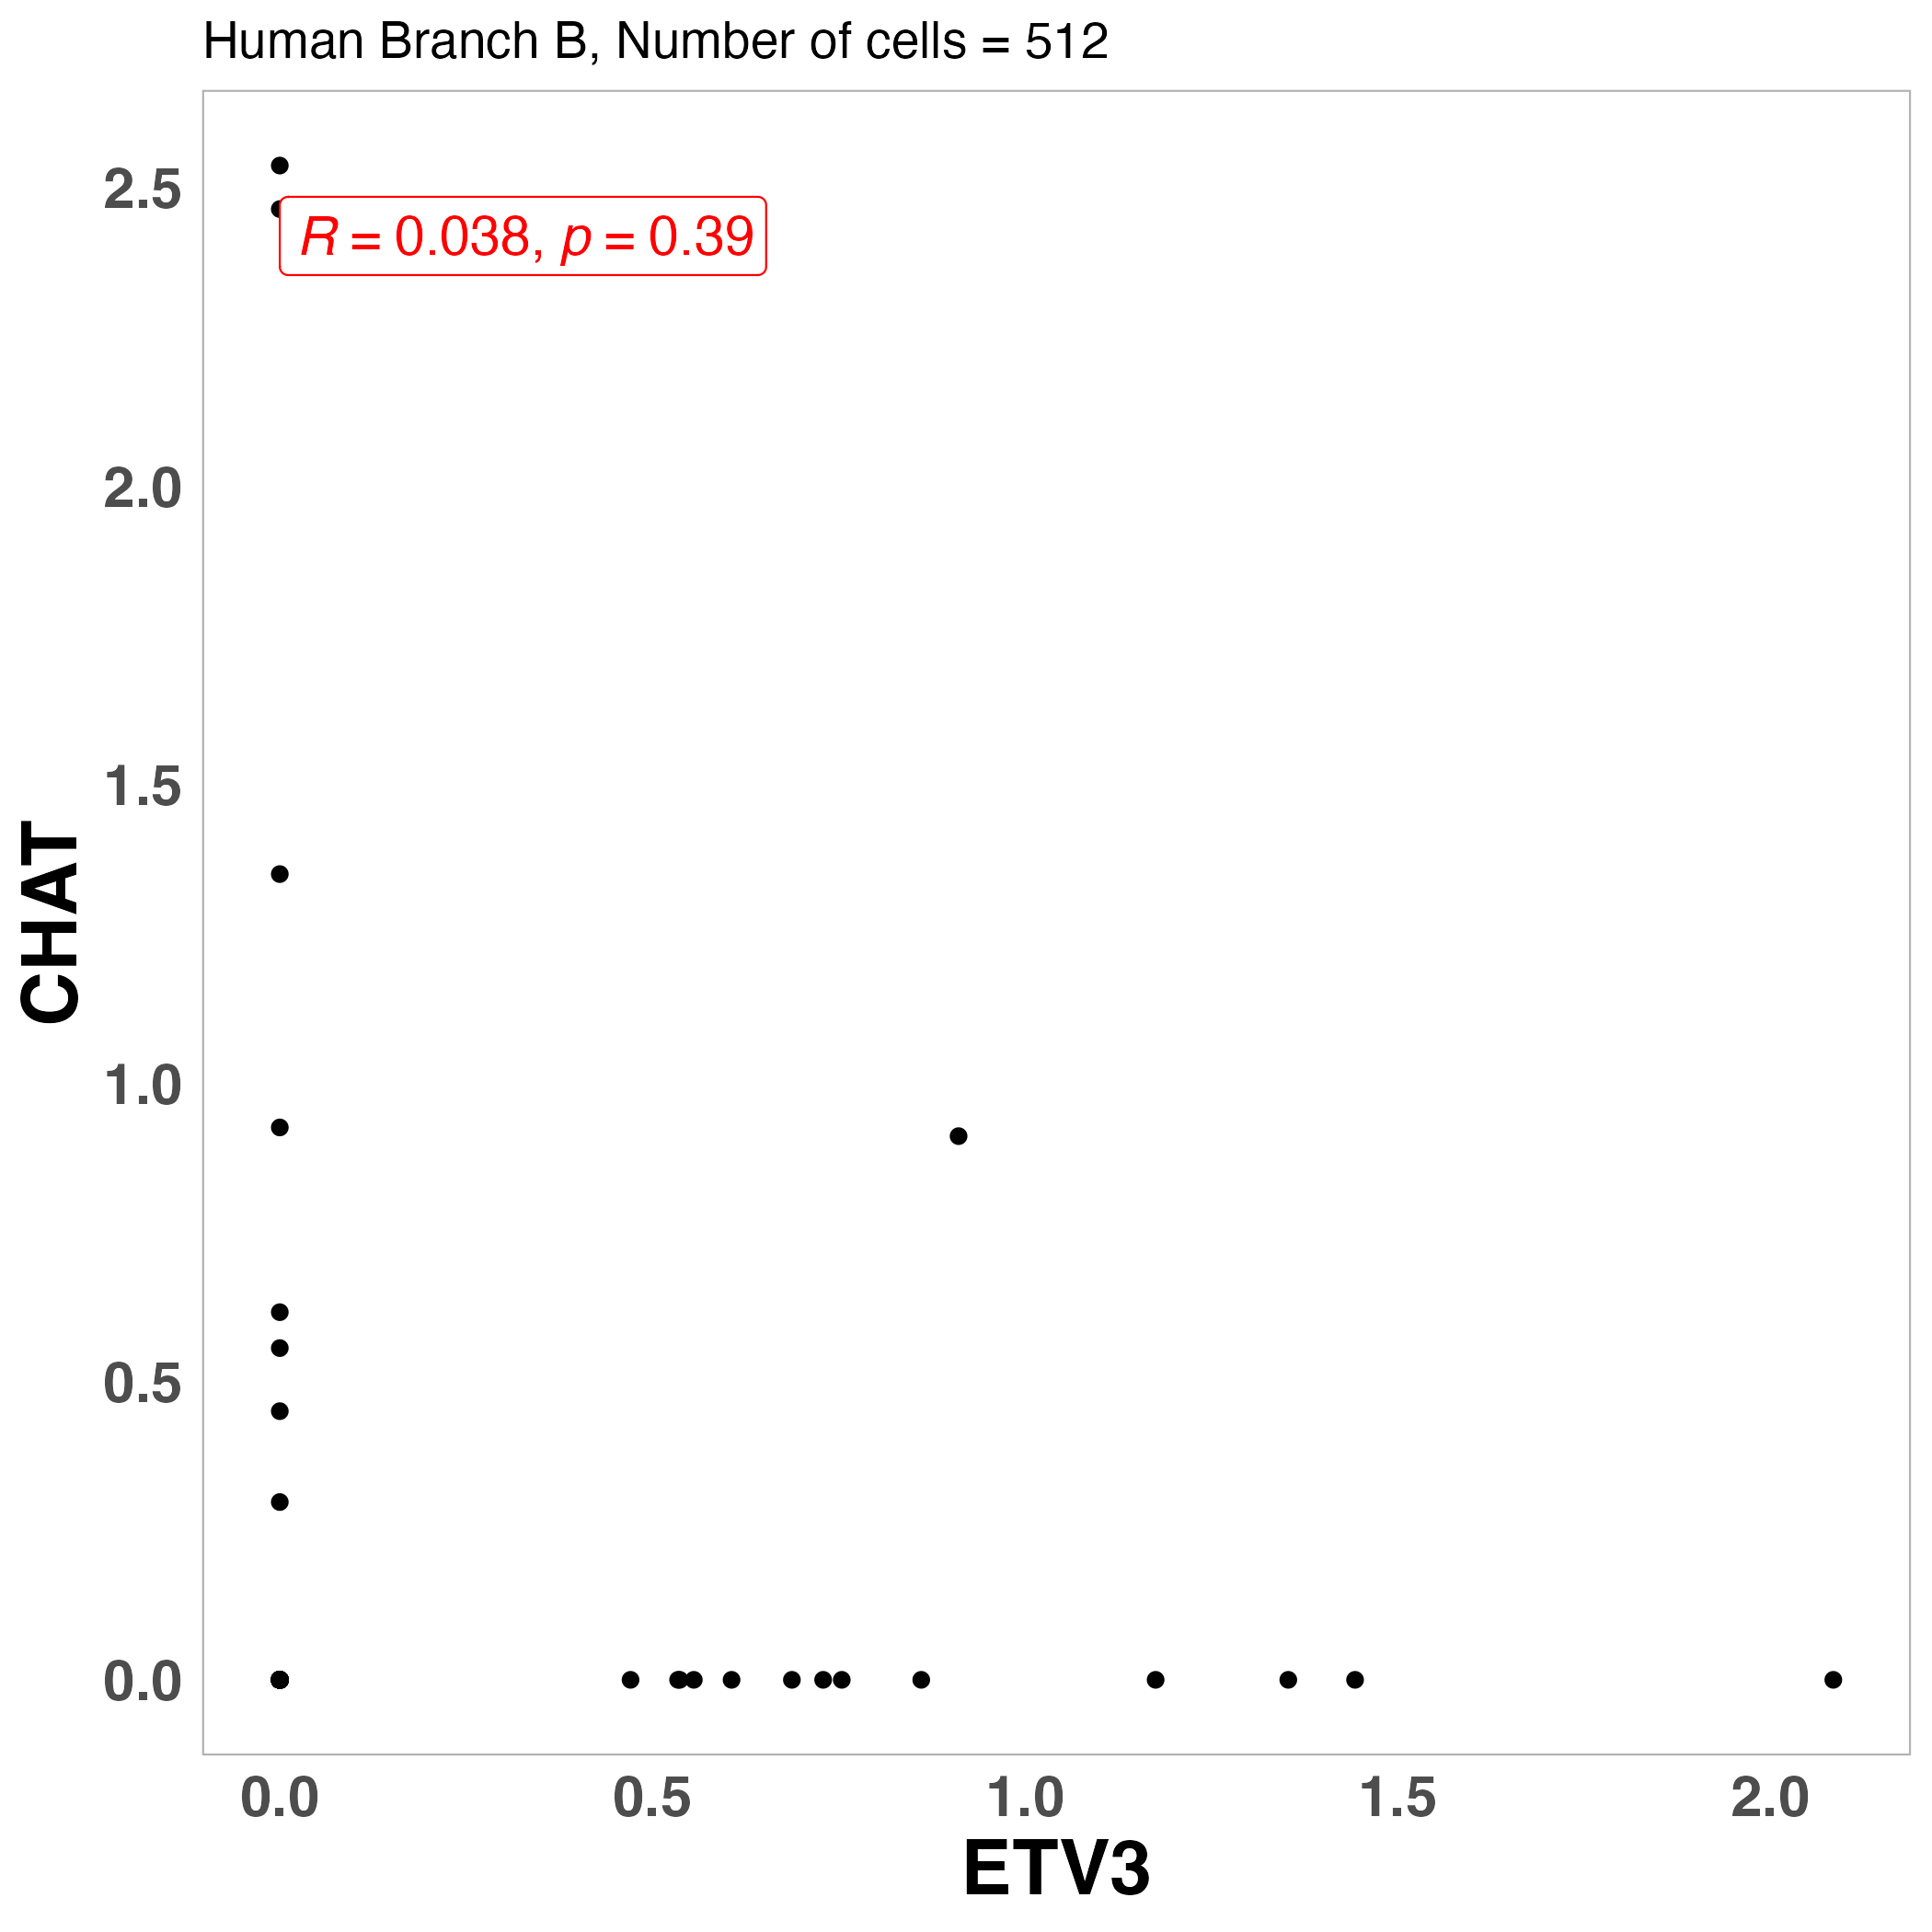 Human Branch B, Number of cells = 512
2.5
R = 0.038, p = 0.39
2.0
1.5
CHAT
1.0
0.5
0.0
0.0 0.5 1.0 1.5 2.0
ETV3